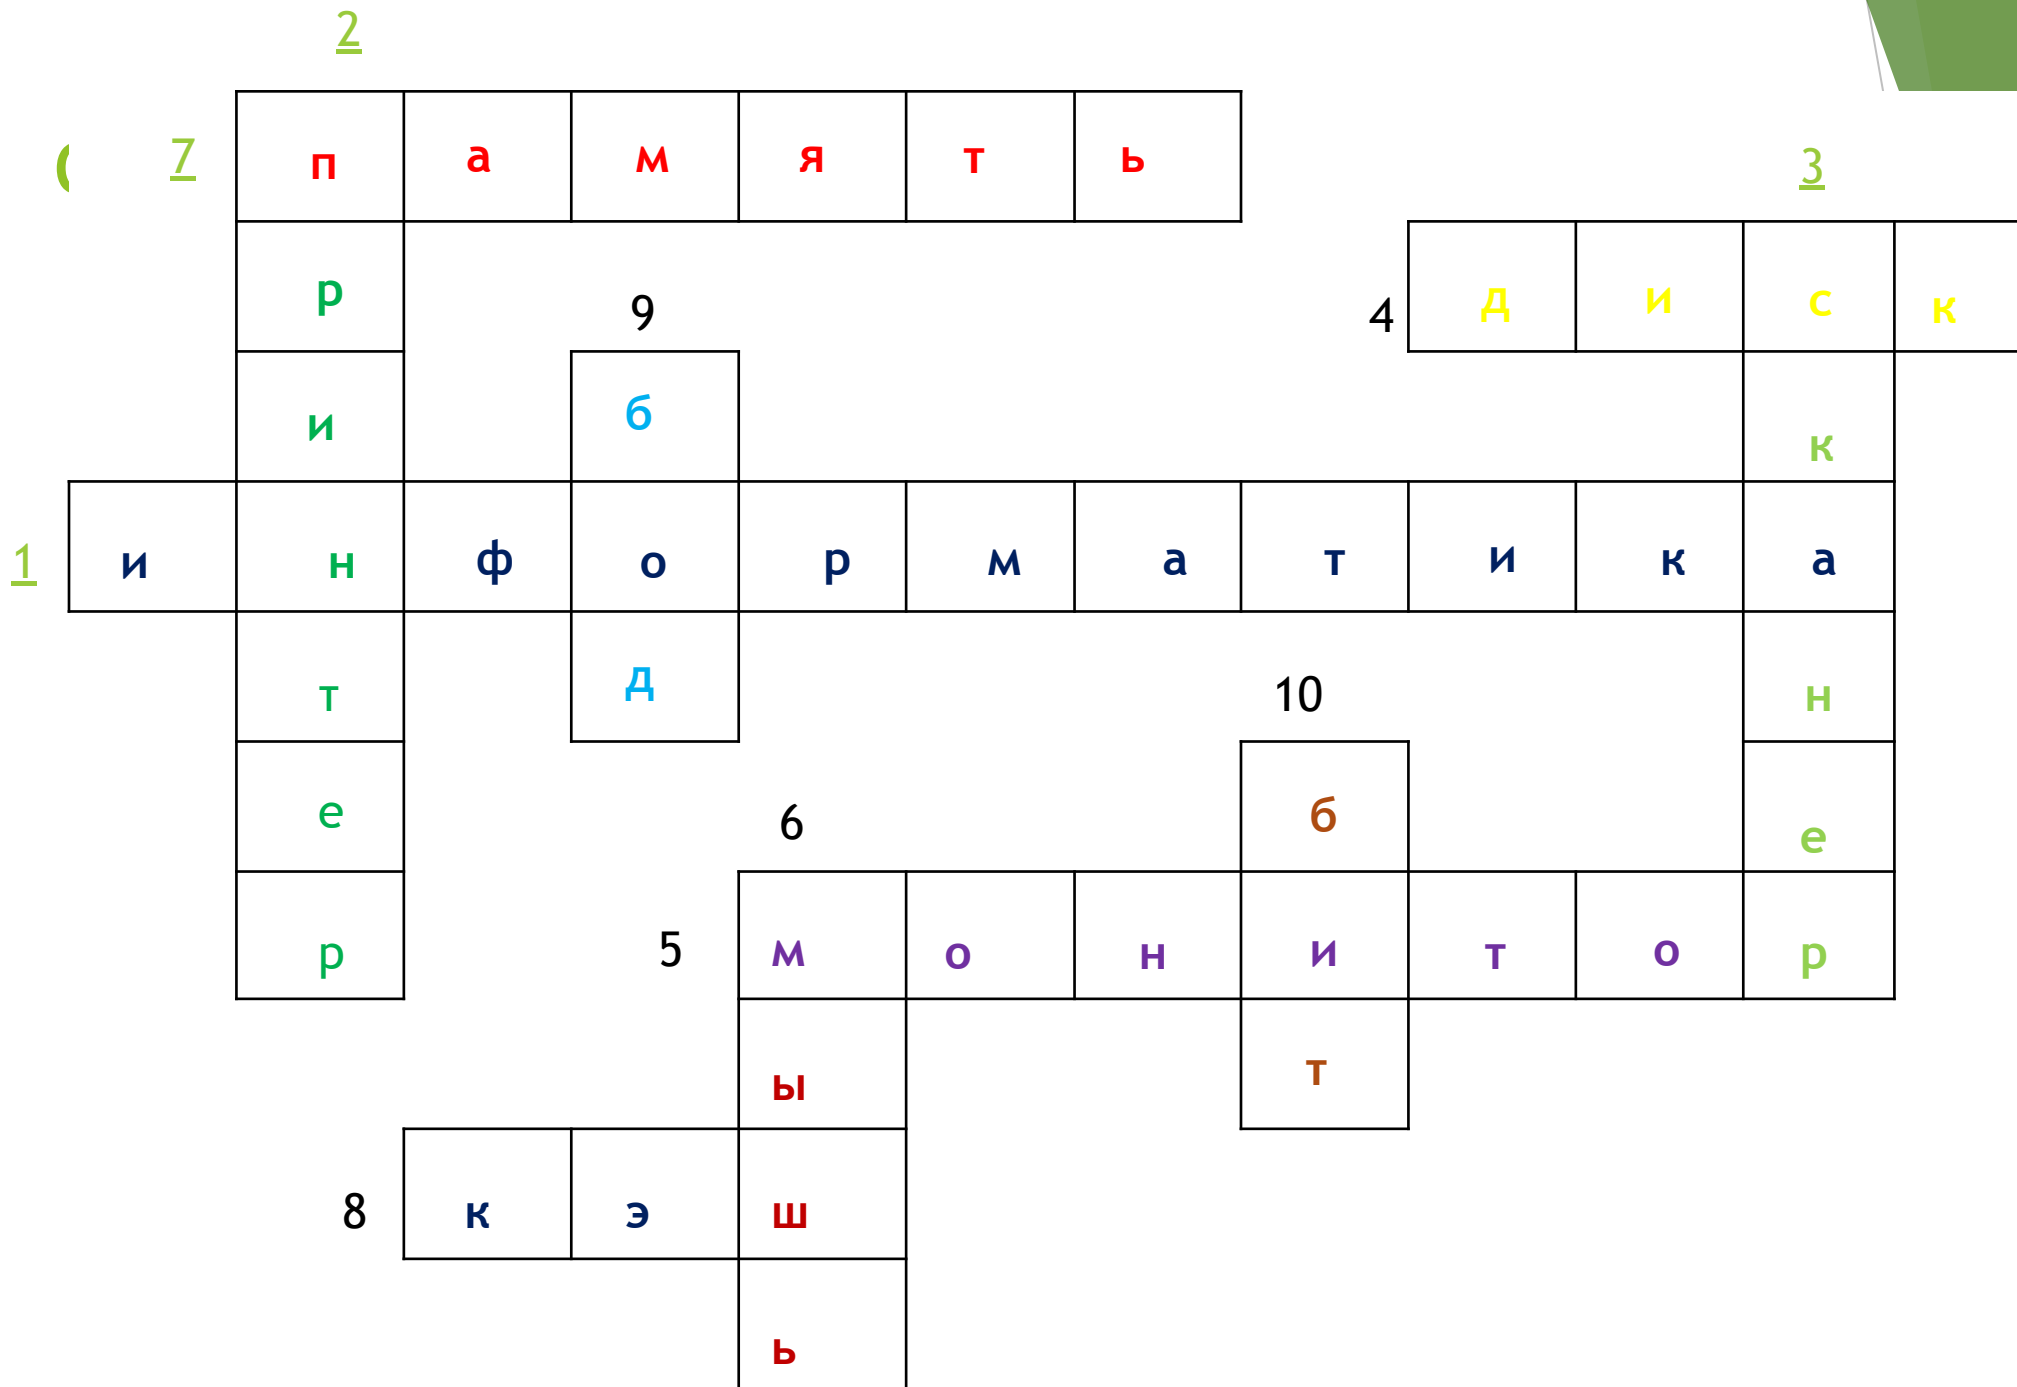 2
7 п а м я т ь
3
р
9
4 д и с к
и б
к
1 и н ф о р м а т и к а
т д
10
н
е
6
б
е
р
5 м о н и т о р
ы т
8 к э ш
ь